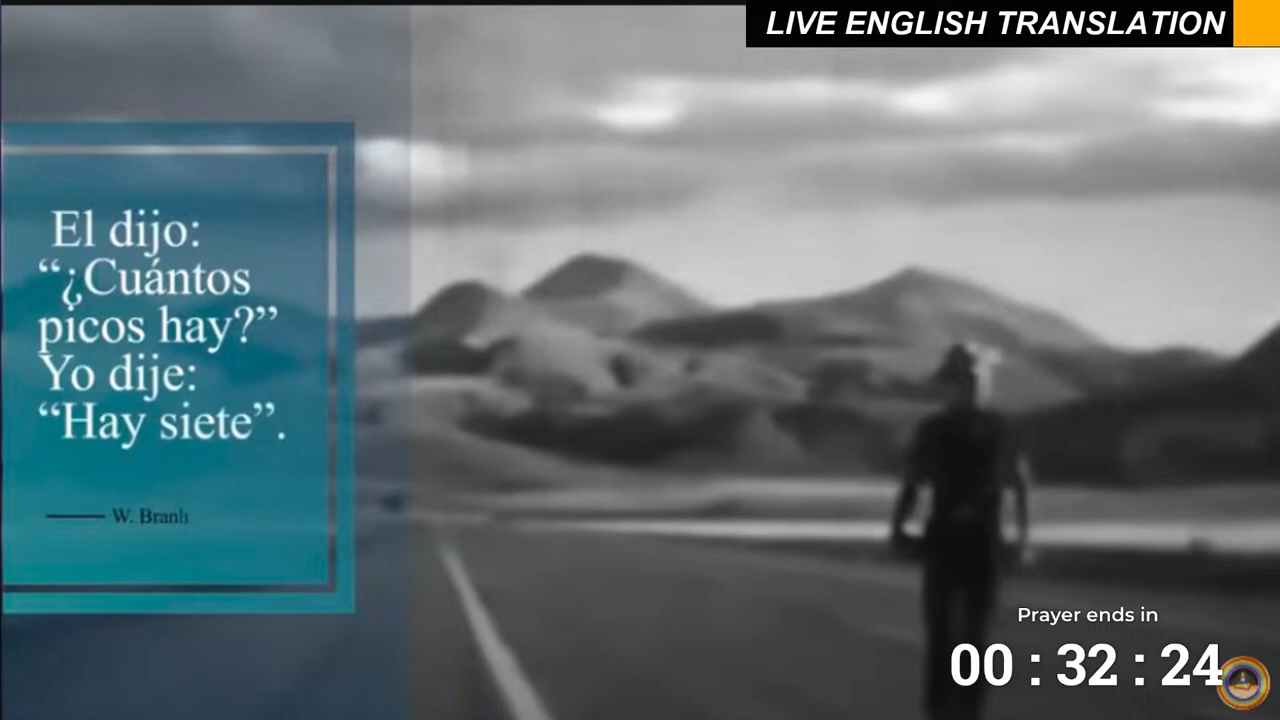 LIVE ENGLISH TRANSLATION
El dijo:
“¿Cuántos
picos hay?”
Yo dije:
“Hay siete”.
W. Branh
Prayer ends in
00 : 32 : 24